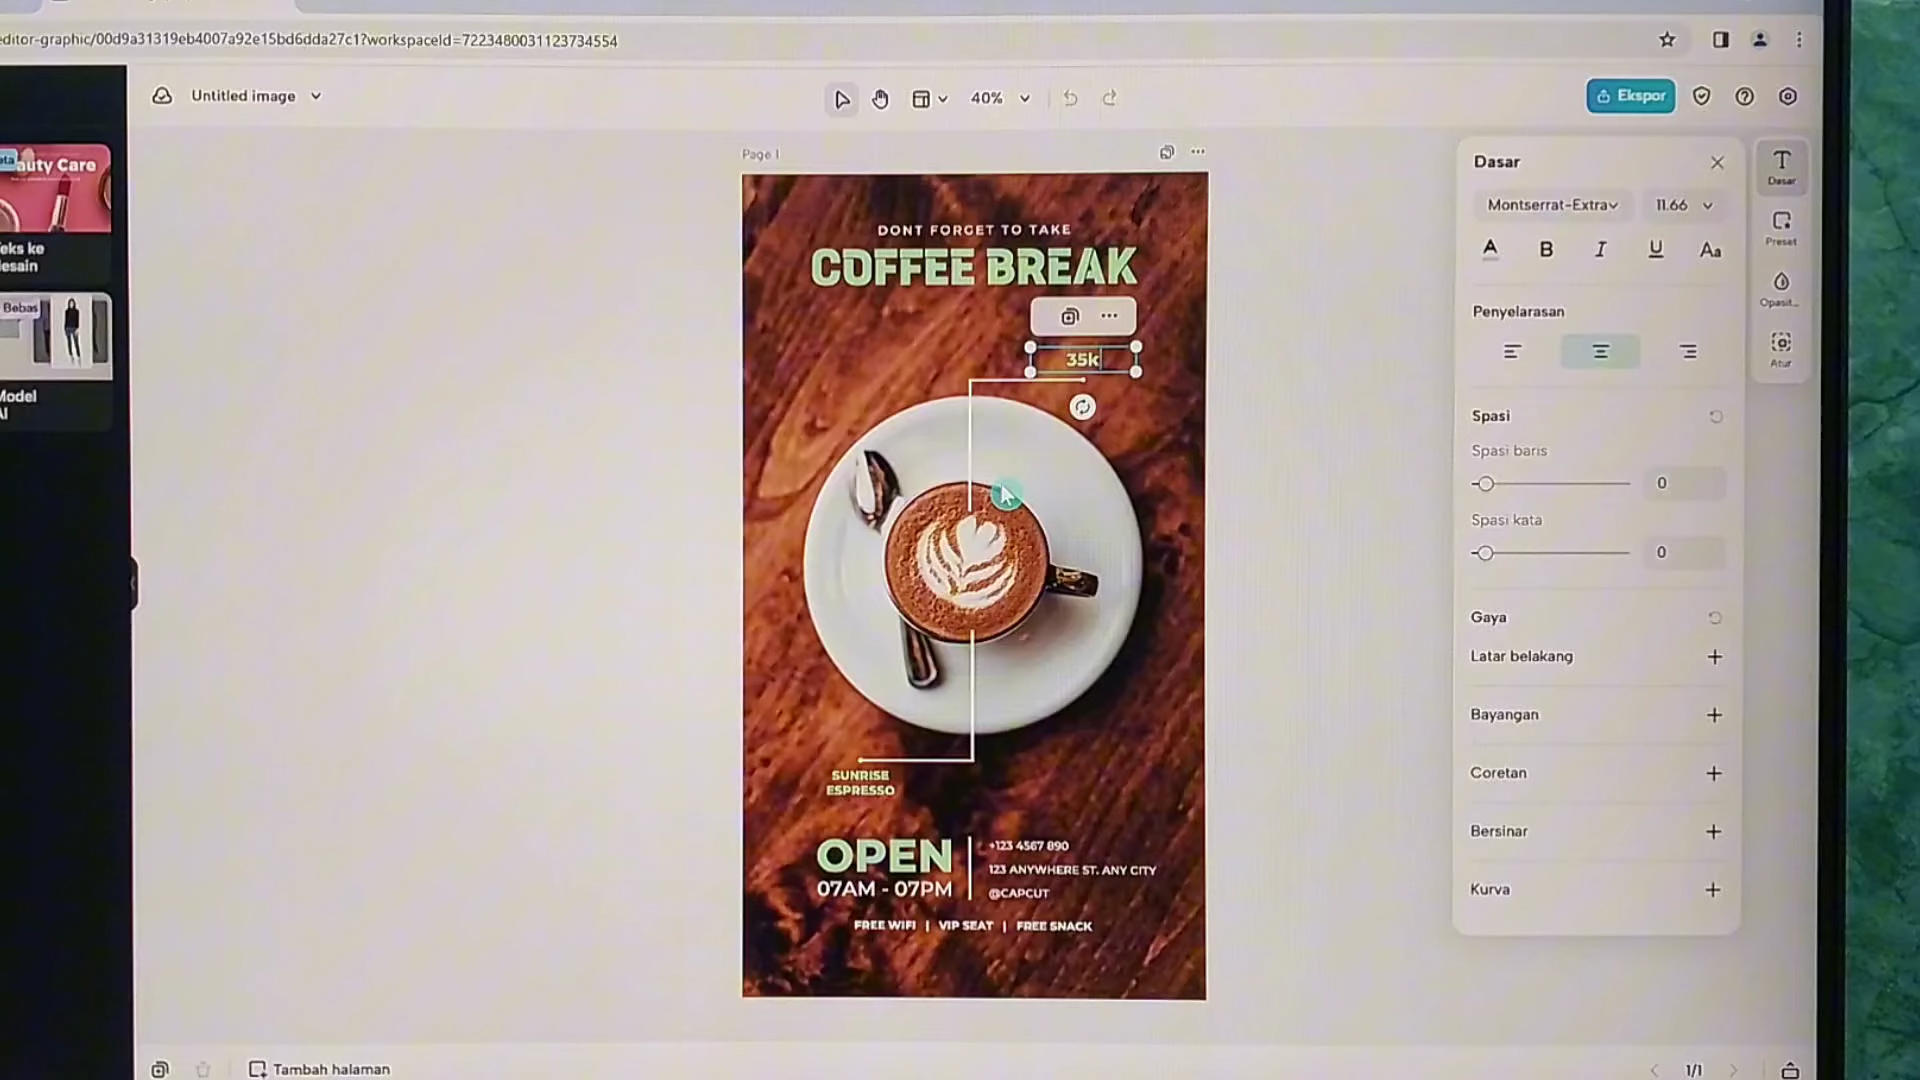 editor-graphic/00d9a31319eb4007a92e15bd6dda27c1?workspaceId=7223480031123734554
Untitled image
40%
Ekspor
auty Care
eks ke
esain
Bebas
Model
AI
Page 1
DONT FORGET TO TAKE
COFFEE BREAK
35k
SUNRISE
ESPRESSO
OPEN
07AM - 07PM
+123 4567 890
123 ANYWHERE ST. ANY CITY
@CAPCUT
FREE WIFI | VIP SEAT | FREE SNACK
Dasar
Montserrat-Extra
11.66
A B I U Aa
Penyelarasan
Spasi
Spasi baris
0
Spasi kata
0
Gaya
Latar belakang
Bayangan
Coretan
Bersinar
Kurva
Dasar
Preset
Opasit...
Atur
Tambah halaman
1/1